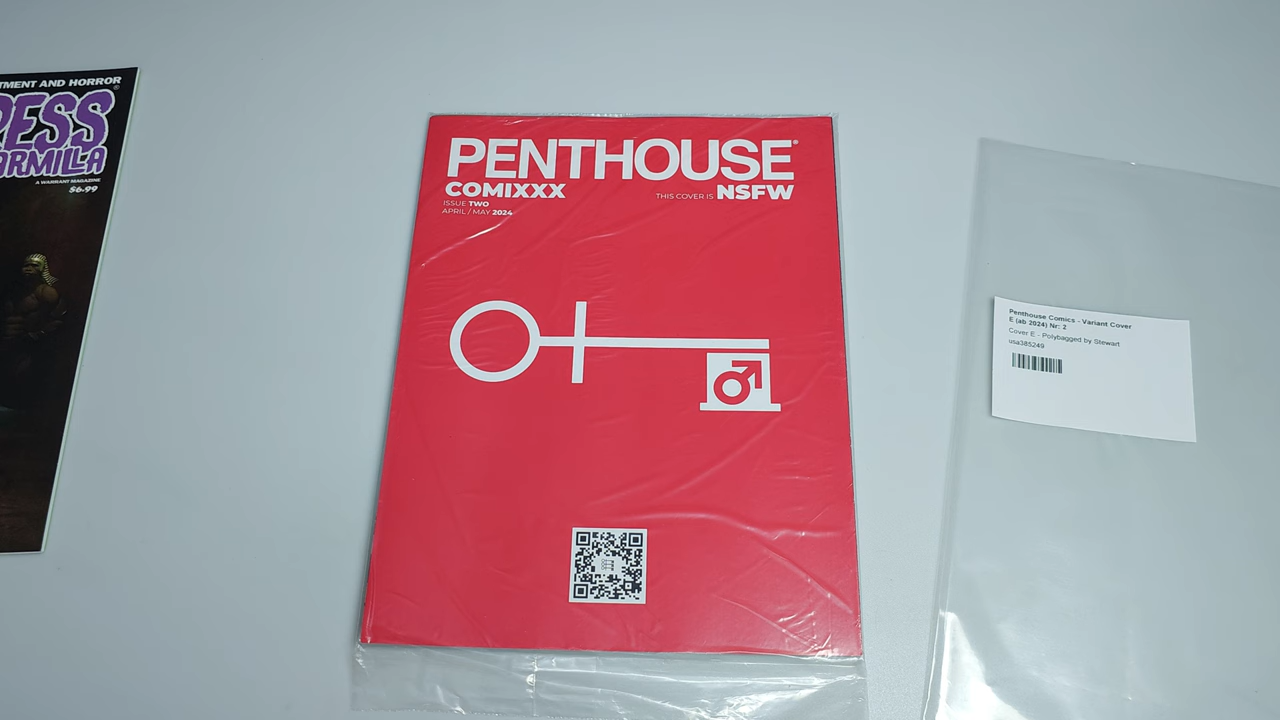 TMENT AND HORROR
RESS
ARMILLA
A WARRANT MAGAZINE
$6.99
PENTHOUSE®
COMIXXX
ISSUE TWO
APRIL / MAY 2024
THIS COVER IS NSFW
Penthouse Comics - Variant Cover
E (ab 2024) Nr: 2
Cover E - Polybagged by Stewart
usa385249